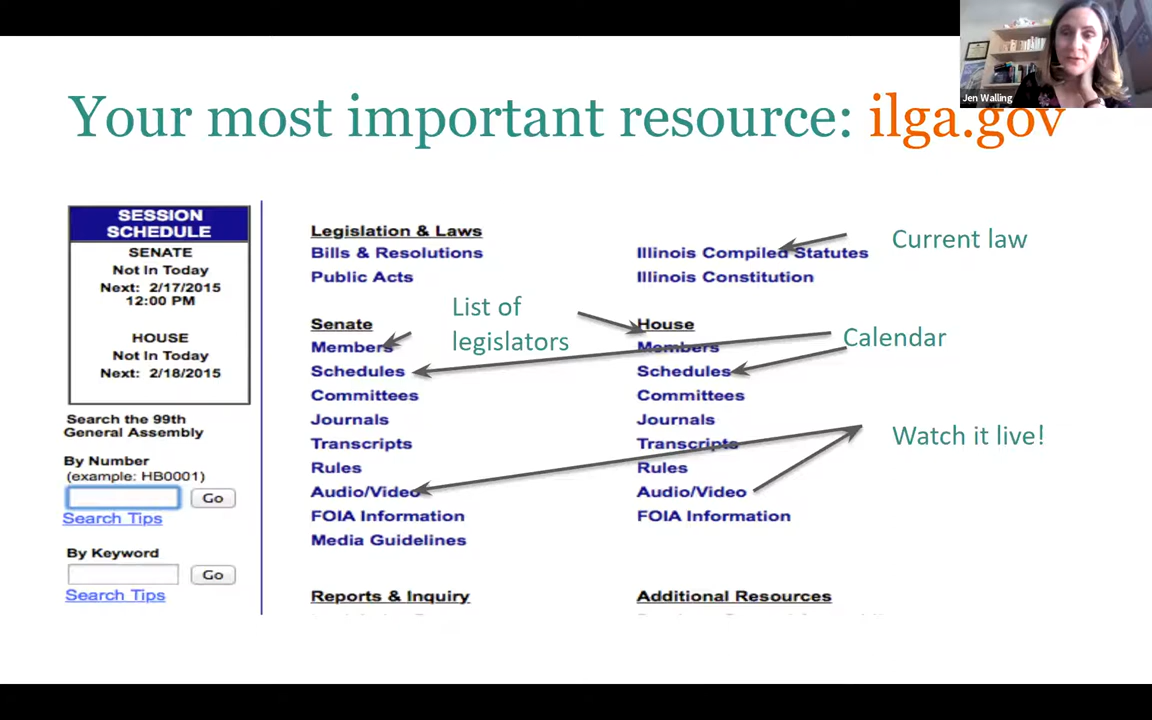 Jen Walling
Your most important resource: ilga.gov
SESSION
SCHEDULE
SENATE
Not In Today
Next: 2/17/2015
12:00 PM
HOUSE
Not In Today
Next: 2/18/2015
Search the 99th
General Assembly
By Number
(example: HB0001)
Go
Search Tips
By Keyword
Go
Search Tips
Legislation & Laws
Bills & Resolutions
Public Acts
Illinois Compiled Statutes
Illinois Constitution
Current law
List of
legislators
Senate
Members
Schedules
Committees
Journals
Transcripts
Rules
Audio/Video
FOIA Information
Media Guidelines
House
Members
Schedules
Committees
Journals
Transcripts
Rules
Audio/Video
FOIA Information
Calendar
Watch it live!
Reports & Inquiry
Additional Resources